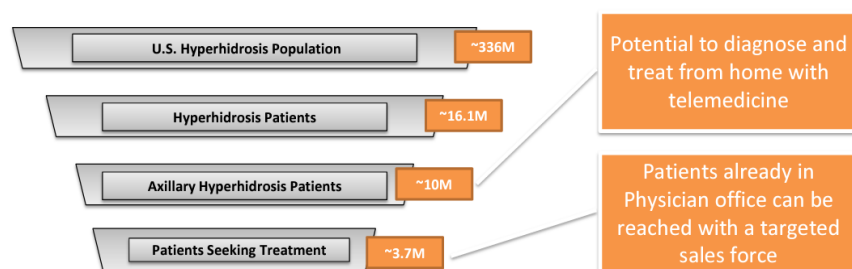 U.S. Hyperhidrosis Population
~336M
Hyperhidrosis Patients
~16.1M
Axillary Hyperhidrosis Patients
~10M
Patients Seeking Treatment
~3.7M
Potential to diagnose and
treat from home with
telemedicine
Patients already in
Physician office can be
reached with a targeted
sales force